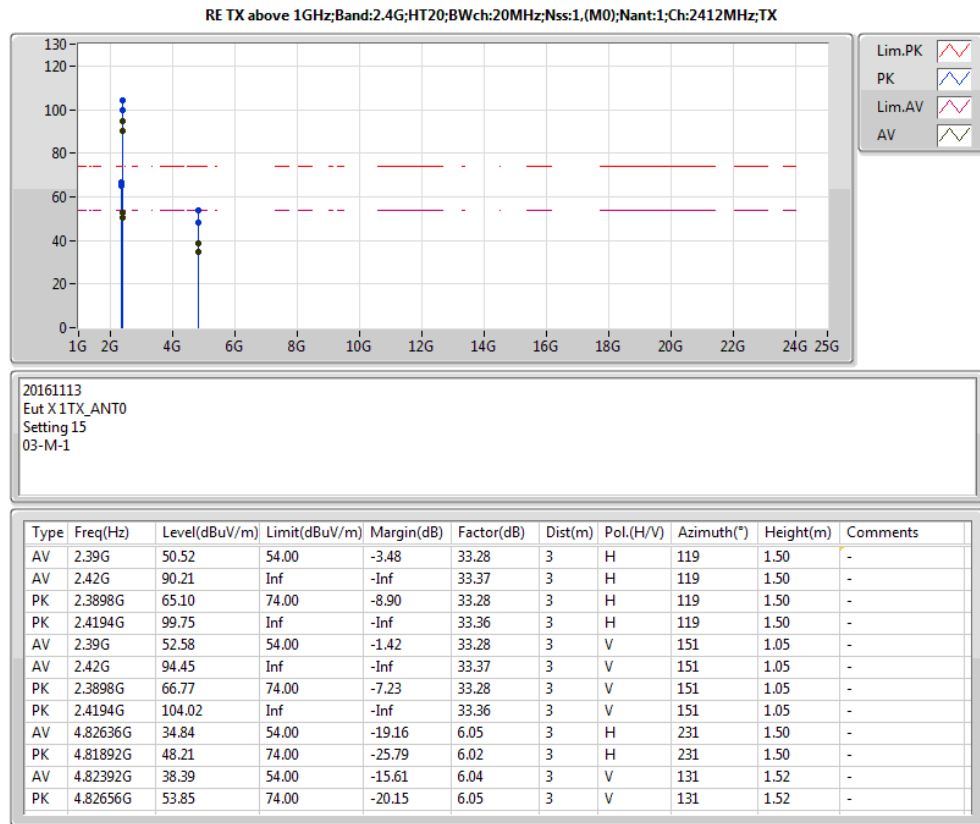 RE TX above 1GHz;Band:2.4G;HT20;BWch:20MHz;Nss:1,(M0);Nant:1;Ch:2412MHz;TX
130
120
100
80
60
40
20
0
1G 2G 4G 6G 8G 10G 12G 14G 16G 18G 20G 22G 24G 25G
Lim.PK
PK
Lim.AV
AV
20161113
Eut X 1TX_ANT0
Setting 15
03-M-1
Type Freq(Hz) Level(dBuV/m) Limit(dBuV/m) Margin(dB) Factor(dB) Dist(m) Pol.(H/V) Azimuth(°) Height(m) Comments
AV 2.39G 50.52 54.00 -3.48 33.28 3 H 119 1.50 -
AV 2.42G 90.21 Inf -Inf 33.37 3 H 119 1.50 -
PK 2.3898G 65.10 74.00 -8.90 33.28 3 H 119 1.50 -
PK 2.4194G 99.75 Inf -Inf 33.36 3 H 119 1.50 -
AV 2.39G 52.58 54.00 -1.42 33.28 3 V 151 1.05 -
AV 2.42G 94.45 Inf -Inf 33.37 3 V 151 1.05 -
PK 2.3898G 66.77 74.00 -7.23 33.28 3 V 151 1.05 -
PK 2.4194G 104.02 Inf -Inf 33.36 3 V 151 1.05 -
AV 4.82636G 34.84 54.00 -19.16 6.05 3 H 231 1.50 -
PK 4.81892G 48.21 74.00 -25.79 6.02 3 H 231 1.50 -
AV 4.82392G 38.39 54.00 -15.61 6.04 3 V 131 1.52 -
PK 4.82656G 53.85 74.00 -20.15 6.05 3 V 131 1.52 -